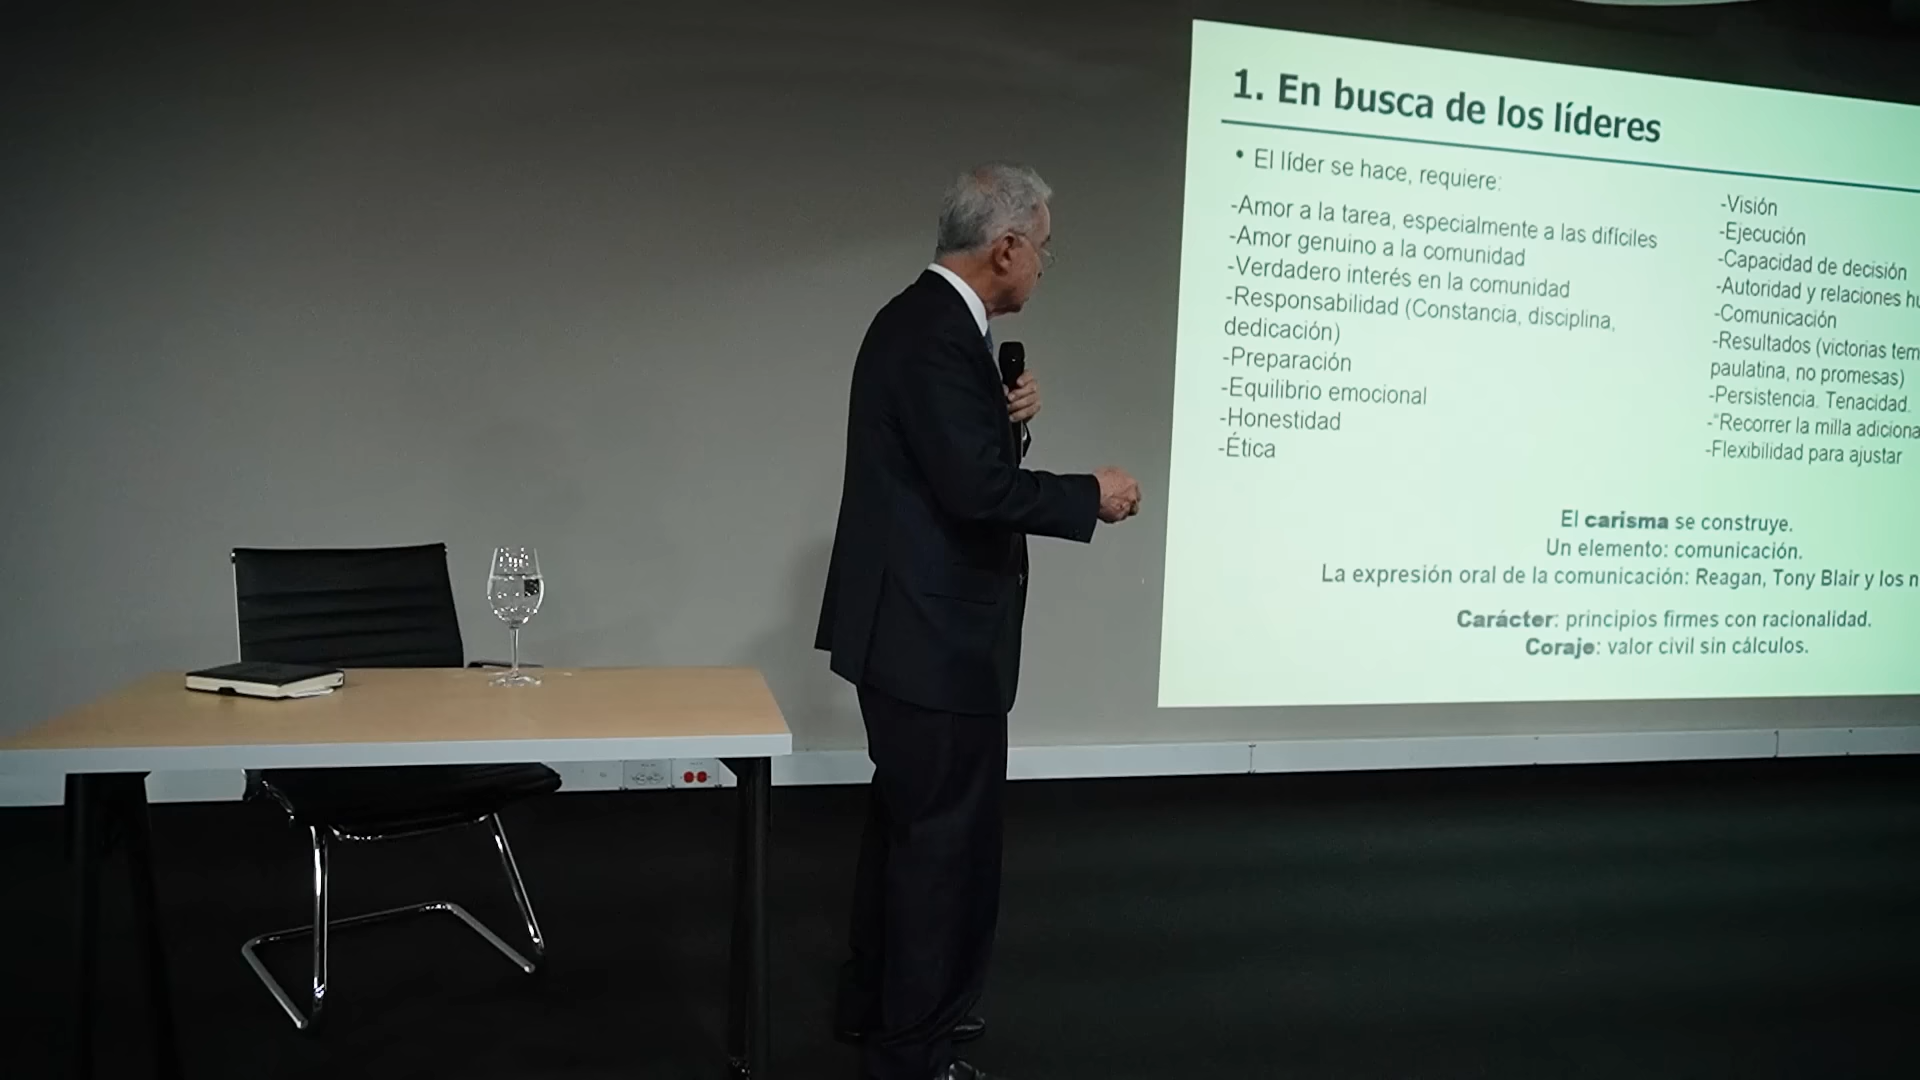 1. En busca de los líderes
• El líder se hace, requiere:
-Amor a la tarea, especialmente a las difíciles
-Amor genuino a la comunidad
-Verdadero interés en la comunidad
-Responsabilidad (Constancia, disciplina,
dedicación)
-Preparación
-Equilibrio emocional
-Honestidad
-Ética
-Visión
-Ejecución
-Capacidad de decisión
-Autoridad y relaciones
-Comunicación
-Resultados (victorias
paulatina, no promesas)
-Persistencia. Tenacidad.
-"Recorrer la milla
-Flexibilidad para ajustar
El carisma se construye.
Un elemento: comunicación.
La expresión oral de la comunicación: Reagan, Tony Blair y los
Carácter: principios firmes con racionalidad.
Coraje: valor civil sin cálculos.